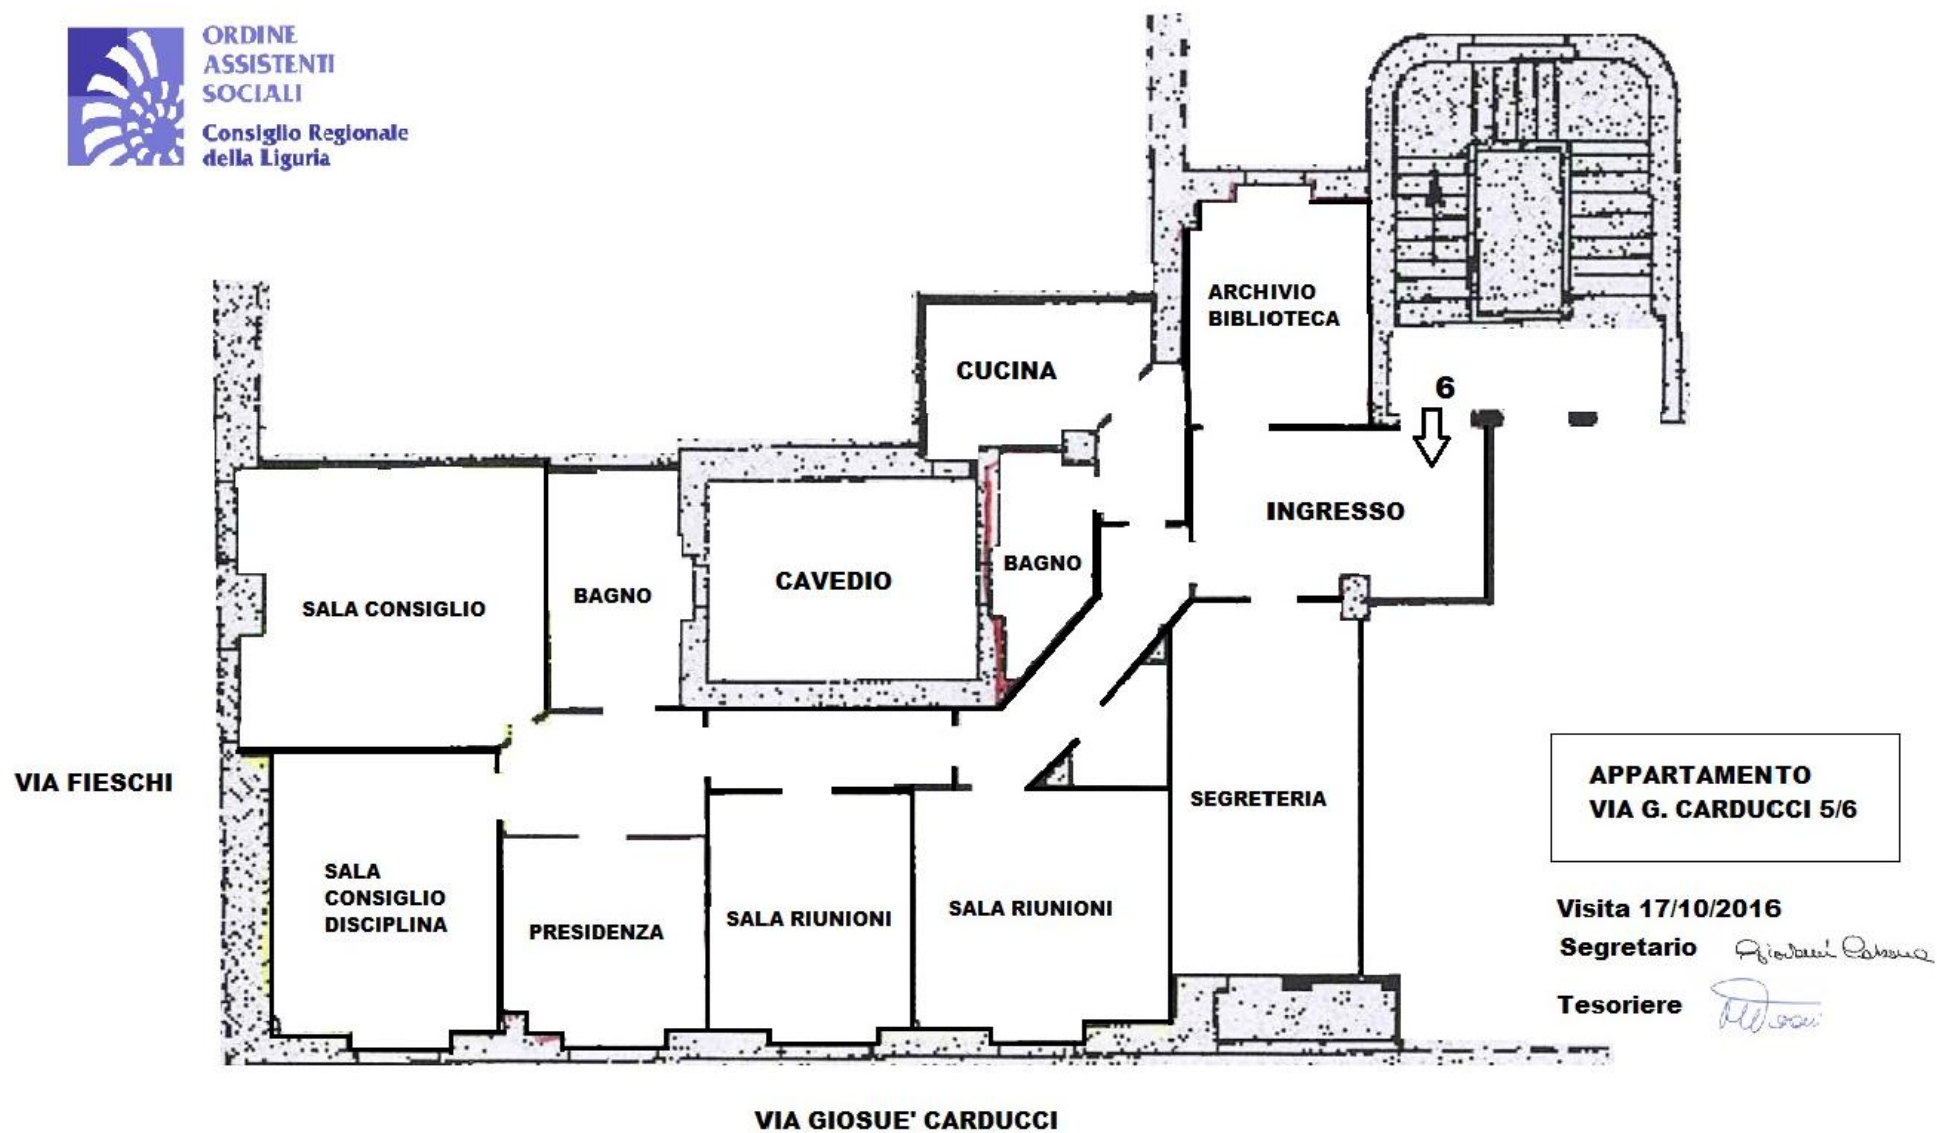 ORDINE
ASSISTENTI
SOCIALI
Consiglio Regionale
della Liguria
ARCHIVIO
BIBLIOTECA
CUCINA
6
INGRESSO
BAGNO
CAVEDIO
BAGNO
SALA CONSIGLIO
VIA FIESCHI
SEGRETERIA
APPARTAMENTO
VIA G. CARDUCCI 5/6
SALA
CONSIGLIO
DISCIPLINA
PRESIDENZA
SALA RIUNIONI
SALA RIUNIONI
Visita 17/10/2016
Segretario
Tesoriere
VIA GIOSUE' CARDUCCI